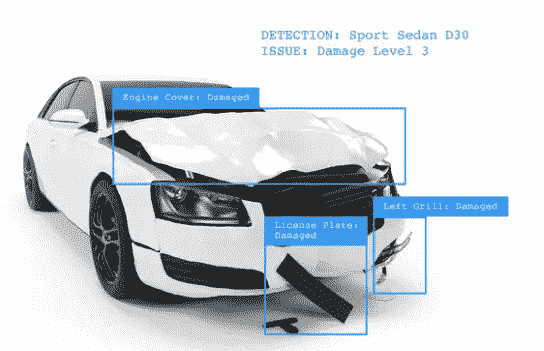 DETECTION: Sport Sedan D30
ISSUE: Damage Level 3
Engine Cover: Damaged
Left Grill: Damaged
License Plate:
Damaged